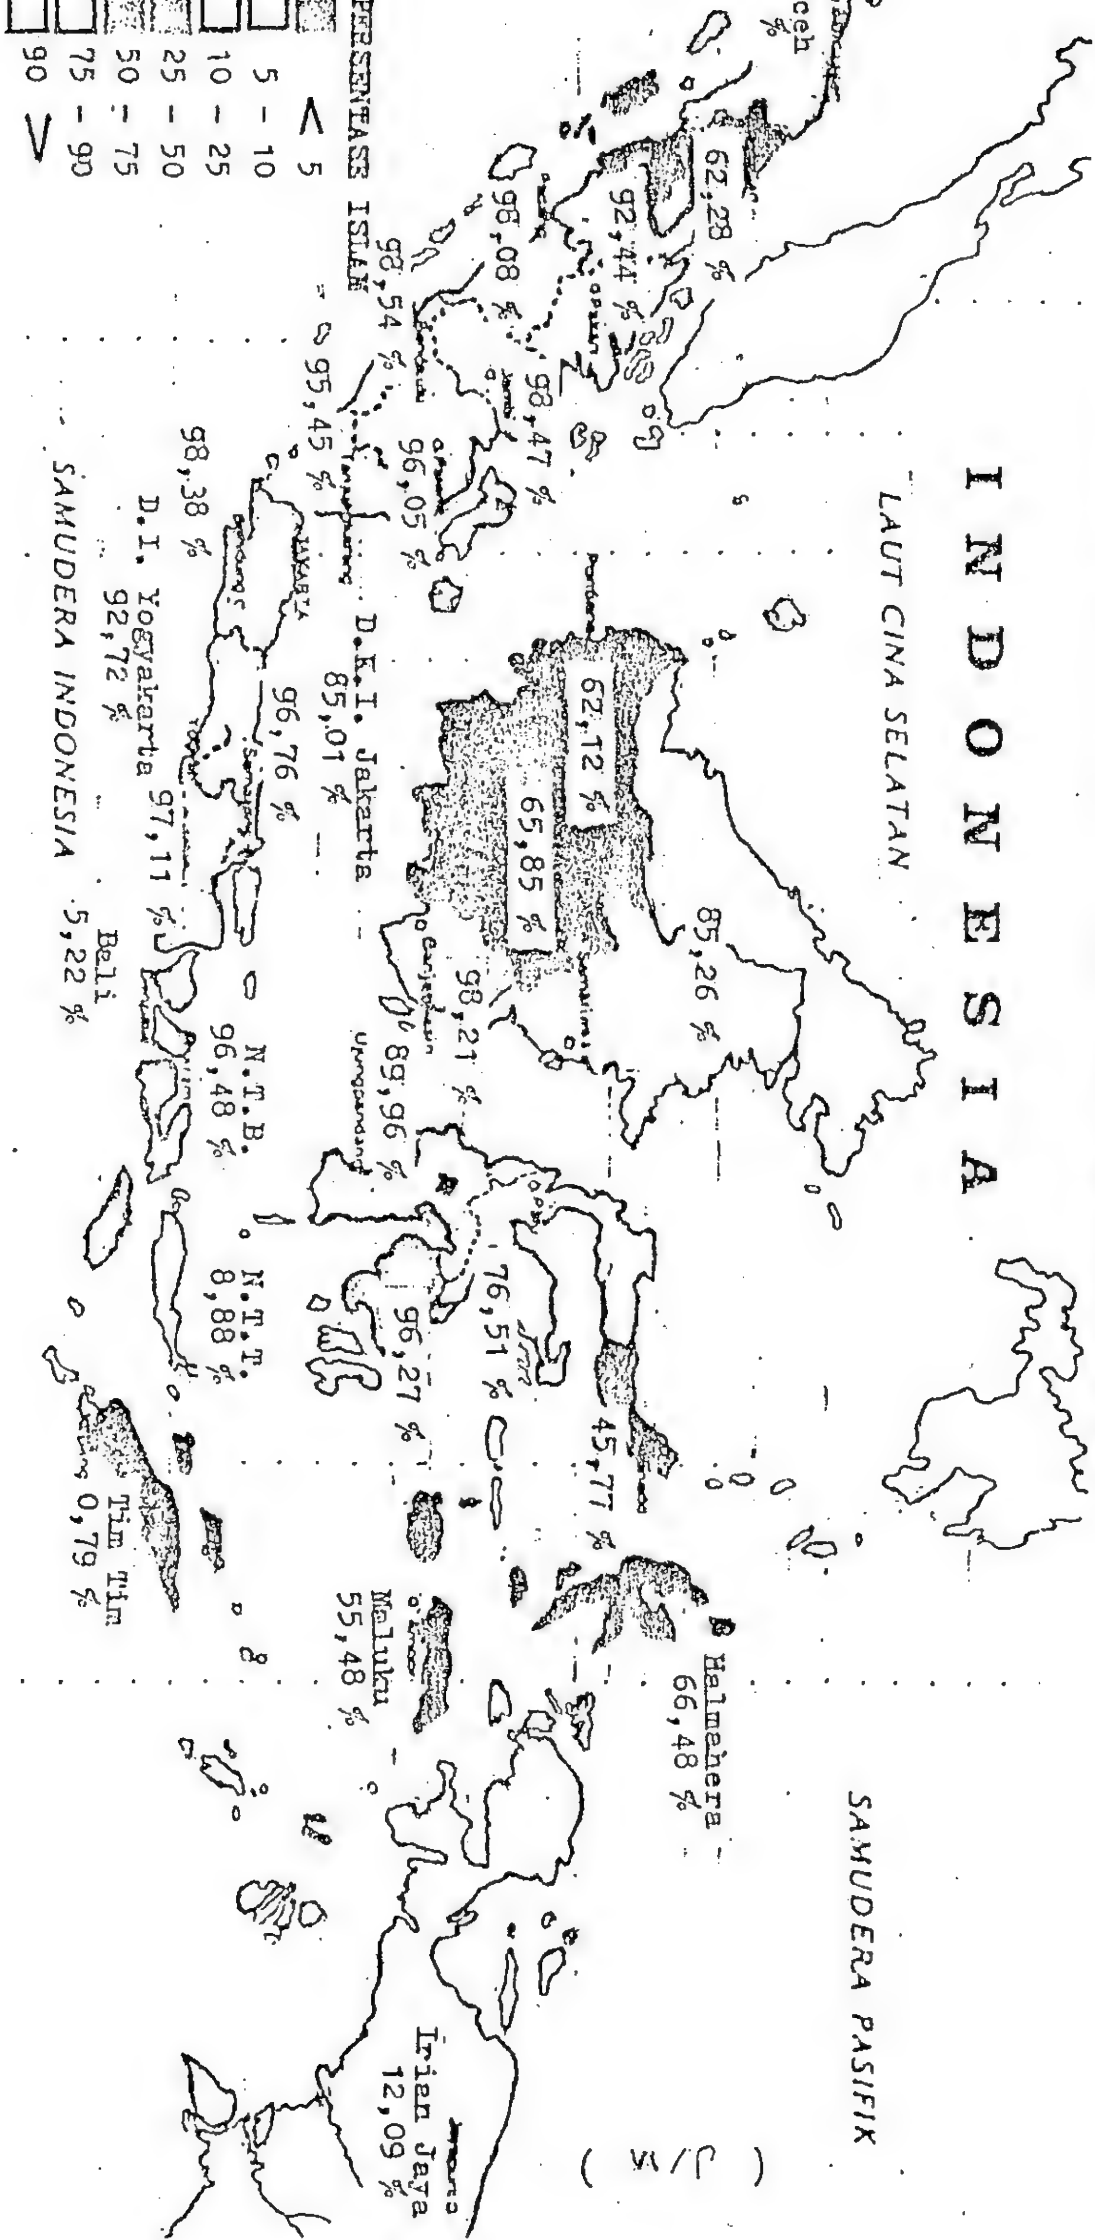 INDONESIA
LAUT CINA SELATAN
SAMUDERA PASIFIK
ceh
%
62,28 %
92,44 %
98,08 %
98,47 %
98,54 %
96,05 %
95,45 %
62,12 %
65,85 %
85,26 %
98,21 %
89,96 %
76,51 %
96,27 %
45,77 %
Halmahera
66,48 %
Maluku
55,48 %
Irian Jaya
12,09 %
D.K.I. Jakarta
85,01 %
JAKARTA
96,76 %
98,38 %
D.I. Yogyakarta
92,72 %
97,11 %
Bali
5,22 %
N.T.B.
96,48 %
N.T.T.
8,88 %
Tim Tim
0,79 %
SAMUDERA INDONESIA
PERSENTASE ISLAM
< 5
5 - 10
10 - 25
25 - 50
50 - 75
75 - 90
90 >